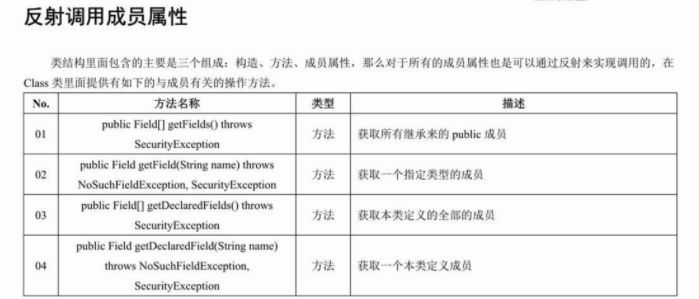 反射调用成员属性
类结构里面包含的主要是三个组成：构造、方法、成员属性，那么对于所有的成员属性也是可以通过反射来实现调用的，在
Class 类里面提供有如下的与成员有关的操作方法。
No. 方法名称 类型 描述
01 public Field[] getFields() throws SecurityException 方法 获取所有继承来的 public 成员
02 public Field getField(String name) throws NoSuchFieldException, SecurityException 方法 获取一个指定类型的成员
03 public Field[] getDeclaredFields() throws SecurityException 方法 获取本类定义的全部的成员
04 public Field getDeclaredField(String name) throws NoSuchFieldException, SecurityException 方法 获取一个本类定义成员